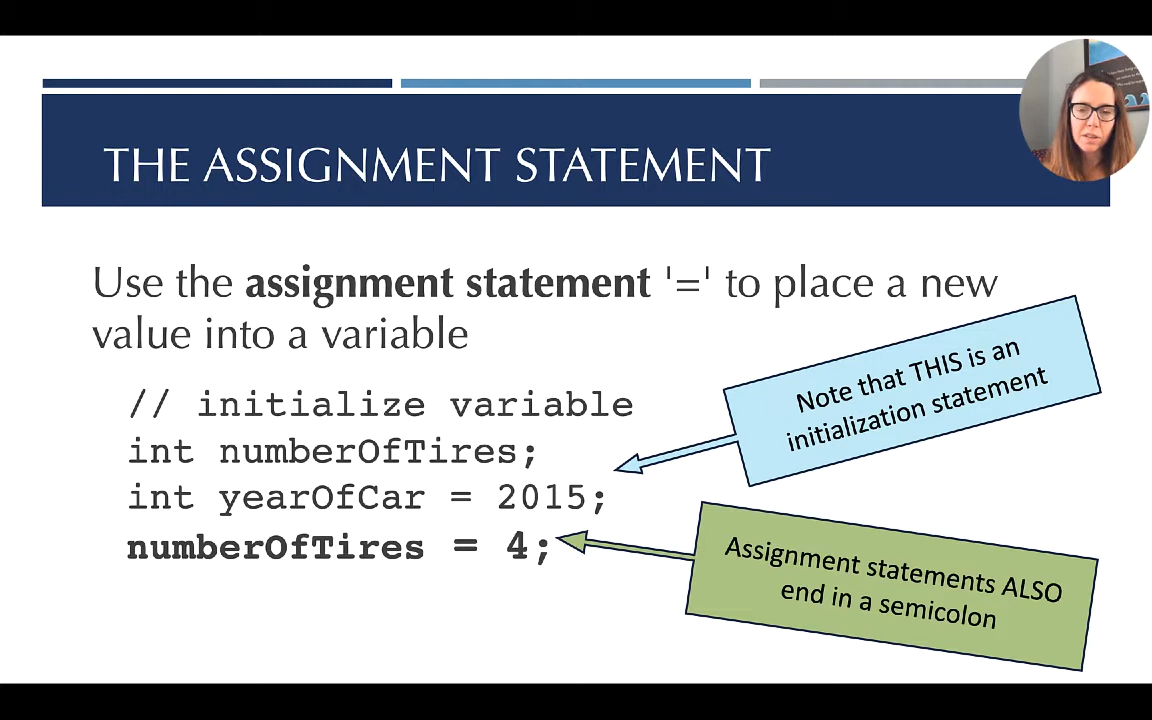 THE ASSIGNMENT STATEMENT
Use the assignment statement '=' to place a new
value into a variable
// initialize variable
int numberOfTires;
int yearOfCar = 2015;
numberOfTires = 4;
Note that THIS is an
initialization statement
Assignment statements ALSO
end in a semicolon